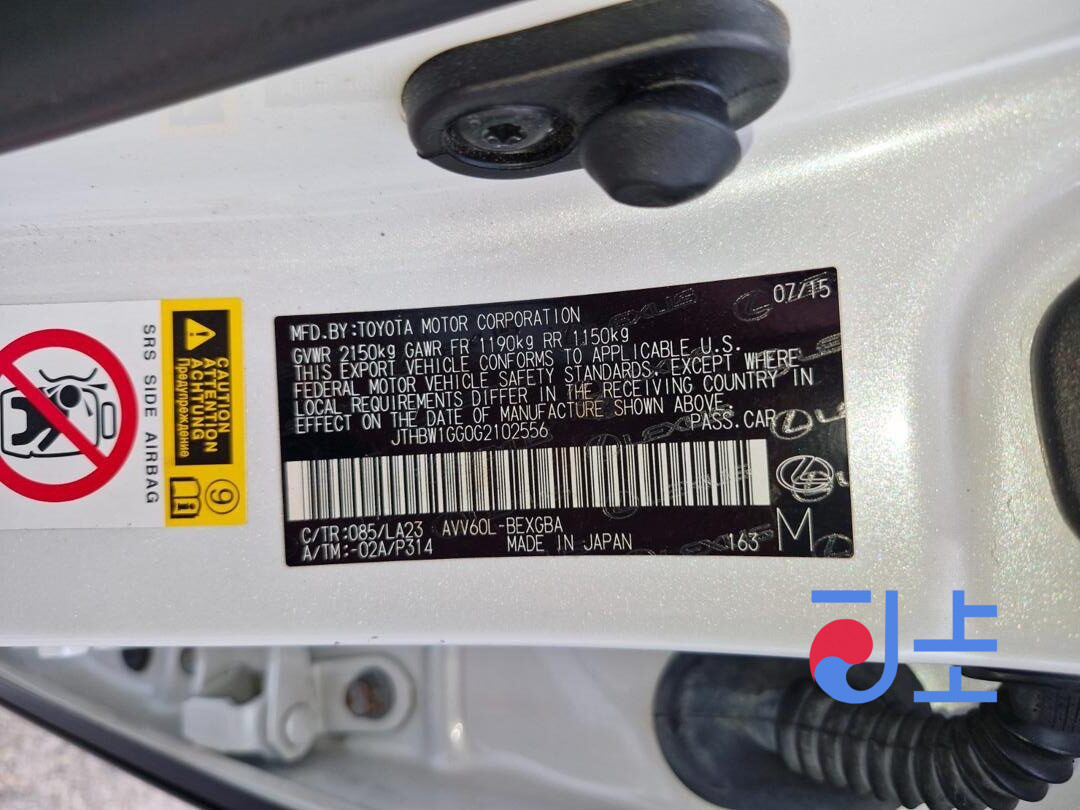 07/15
MFD.BY:TOYOTA MOTOR CORPORATION
GVWR 2150kg GAWR FR 1190kg RR 1150kg
THIS EXPORT VEHICLE CONFORMS TO APPLICABLE U.S.
FEDERAL MOTOR VEHICLE SAFETY STANDARDS. EXCEPT WHERE
LOCAL REQUIREMENTS DIFFER IN THE RECEIVING COUNTRY IN
EFFECT ON THE DATE OF MANUFACTURE SHOWN ABOVE.
PASS.CAR
JTHBW1GG0G2102556
C/TR:085/LA23 AVV60L-BEXGBA
A/TM:-02A/P314 MADE IN JAPAN 163 M
SRS SIDE AIRBAG
CAUTION
ATTENTION
ACHTUNG
Предупреждение
9